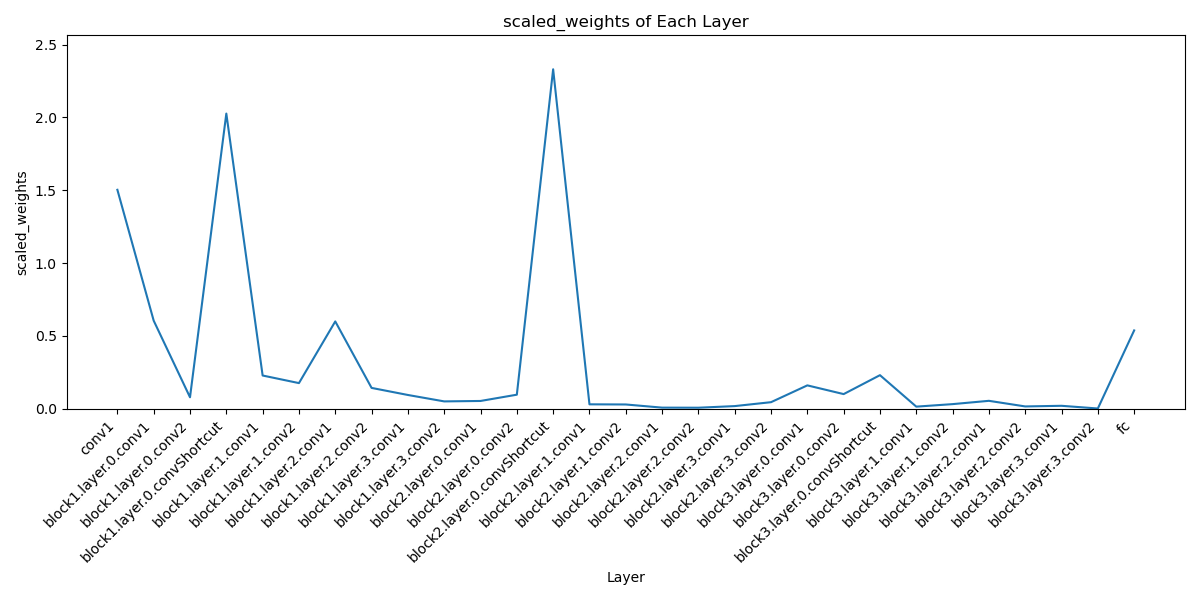 scaled_weights of Each Layer
scaled_weights
2.5
2.0
1.5
1.0
0.5
0.0
conv1
block1.layer.0.conv1
block1.layer.0.conv2
block1.layer.0.convShortcut
block1.layer.1.conv1
block1.layer.1.conv2
block1.layer.2.conv1
block1.layer.2.conv2
block1.layer.3.conv1
block1.layer.3.conv2
block2.layer.0.conv1
block2.layer.0.conv2
block2.layer.0.convShortcut
block2.layer.1.conv1
block2.layer.1.conv2
block2.layer.2.conv1
block2.layer.2.conv2
block2.layer.3.conv1
block2.layer.3.conv2
block3.layer.0.conv1
block3.layer.0.conv2
block3.layer.0.convShortcut
block3.layer.1.conv1
block3.layer.1.conv2
block3.layer.2.conv1
block3.layer.2.conv2
block3.layer.3.conv1
block3.layer.3.conv2
fc
Layer